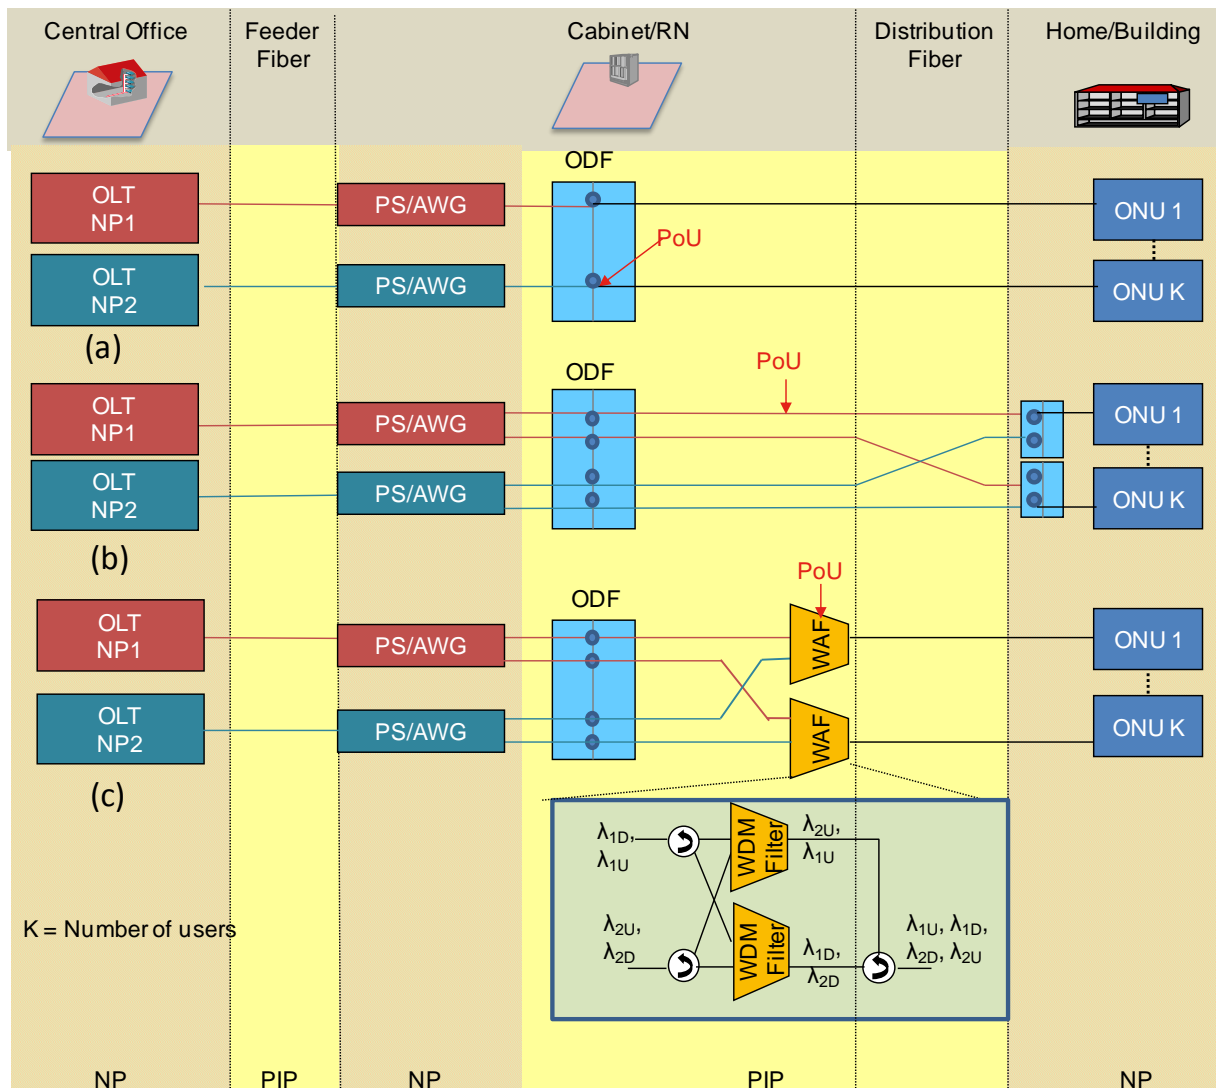 Central Office
Feeder
Fiber
Cabinet/RN
Distribution
Fiber
Home/Building
ODF
OLT
NP1
PS/AWG
PoU
ONU 1
OLT
NP2
PS/AWG
ONU K
(a)
ODF
PoU
OLT
NP1
PS/AWG
ONU 1
OLT
NP2
PS/AWG
ONU K
(b)
PoU
ODF
OLT
NP1
PS/AWG
WAF
ONU 1
OLT
NP2
PS/AWG
WAF
ONU K
(c)
λ1D,
λ1U
WDM
Filter
λ2U,
λ1U
λ2U,
λ2D
WDM
Filter
λ1D,
λ2D
λ1U, λ1D,
λ2D, λ2U
K = Number of users
NP
PIP
NP
PIP
NP